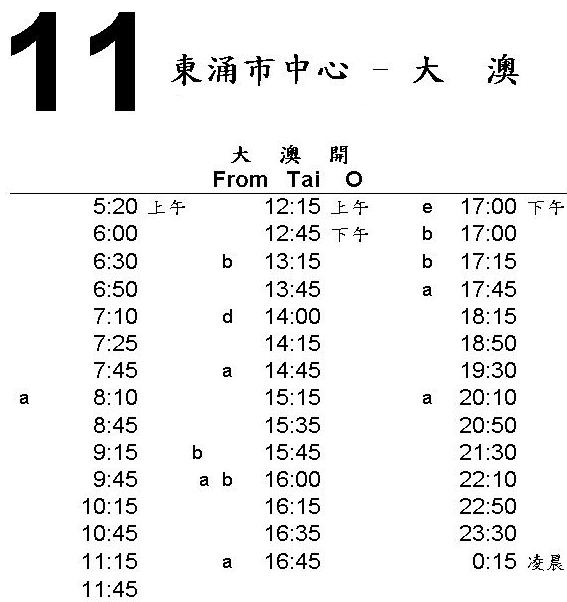 11 東涌市中心 - 大 澳
大 澳 開
From Tai O
5:20 上午 12:15 上午 e 17:00 下午
6:00 12:45 下午 b 17:00
6:30 b 13:15 b 17:15
6:50 13:45 a 17:45
7:10 d 14:00 18:15
7:25 14:15 18:50
7:45 a 14:45 19:30
a 8:10 15:15 a 20:10
8:45 15:35 20:50
9:15 b 15:45 21:30
9:45 a b 16:00 22:10
10:15 16:15 22:50
10:45 16:35 23:30
11:15 a 16:45 0:15 凌晨
11:45